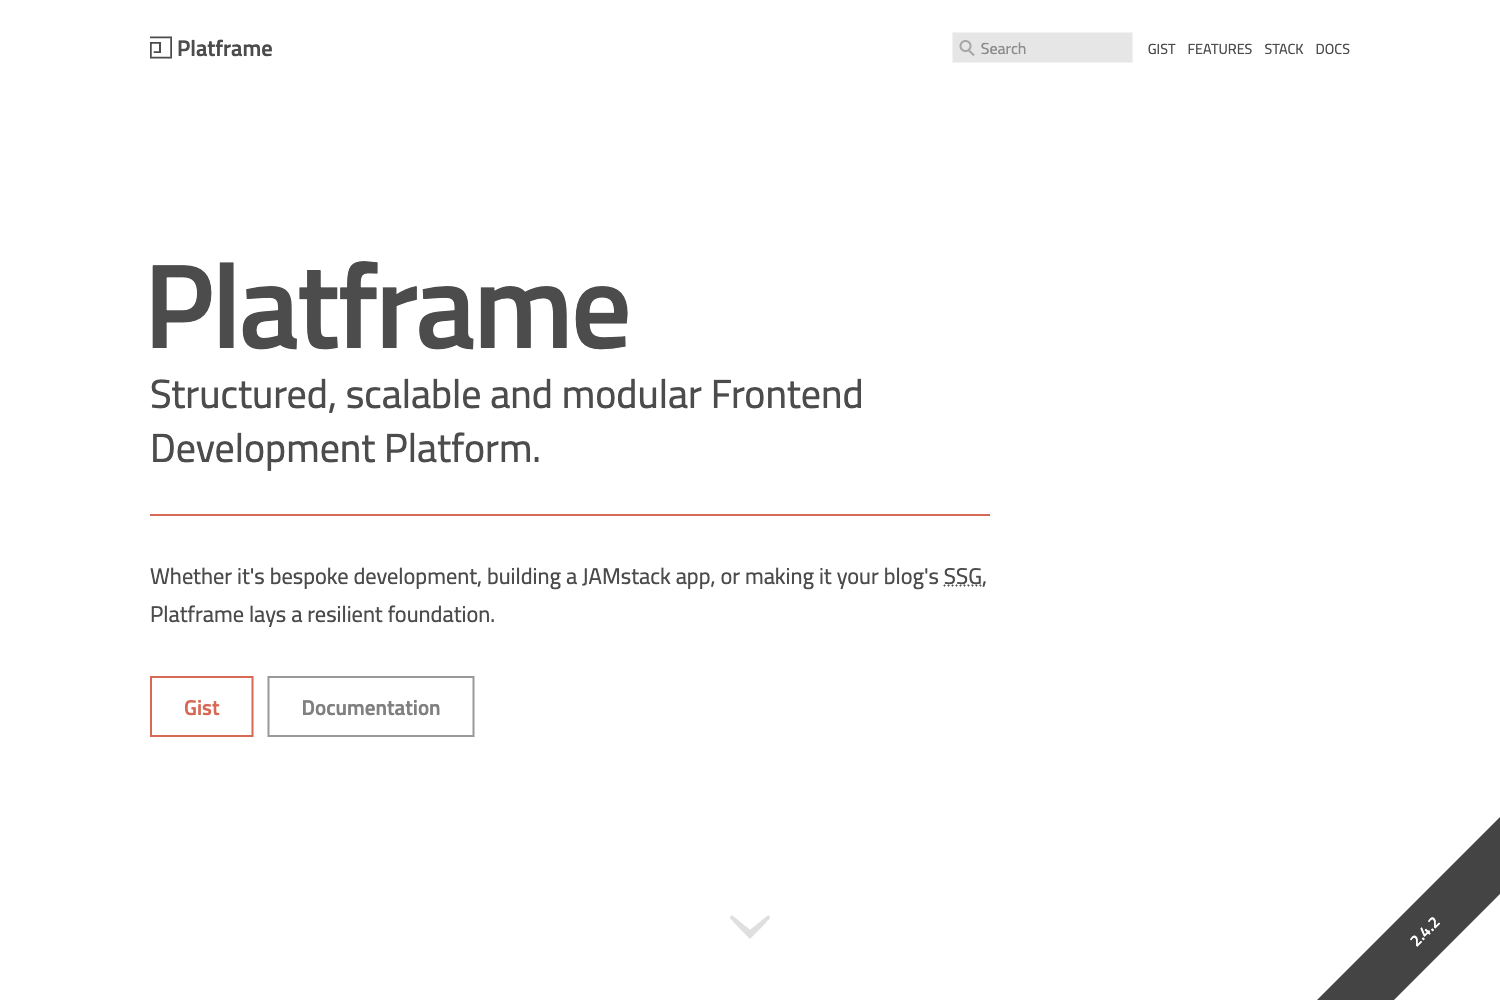 Platframe
Search
GIST FEATURES STACK DOCS
Platframe
Structured, scalable and modular Frontend
Development Platform.
Whether it's bespoke development, building a JAMstack app, or making it your blog's SSG,
Platframe lays a resilient foundation.
Gist
Documentation
2.4.2